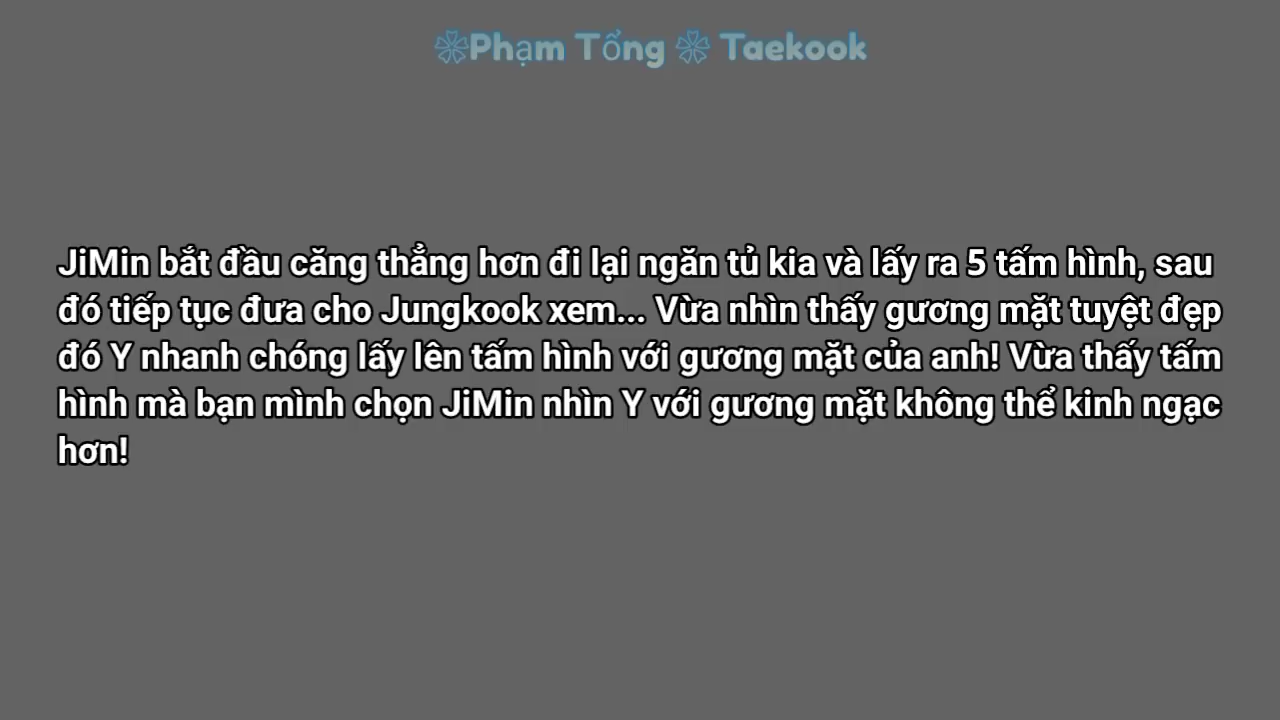 Phạm Tổng Taekook
JiMin bắt đầu căng thẳng hơn đi lại ngăn tủ kia và lấy ra 5 tấm hình, sau
đó tiếp tục đưa cho Jungkook xem... Vừa nhìn thấy gương mặt tuyệt đẹp
đó Y nhanh chóng lấy lên tấm hình với gương mặt của anh! Vừa thấy tấm
hình mà bạn mình chọn JiMin nhìn Y với gương mặt không thể kinh ngạc
hơn!